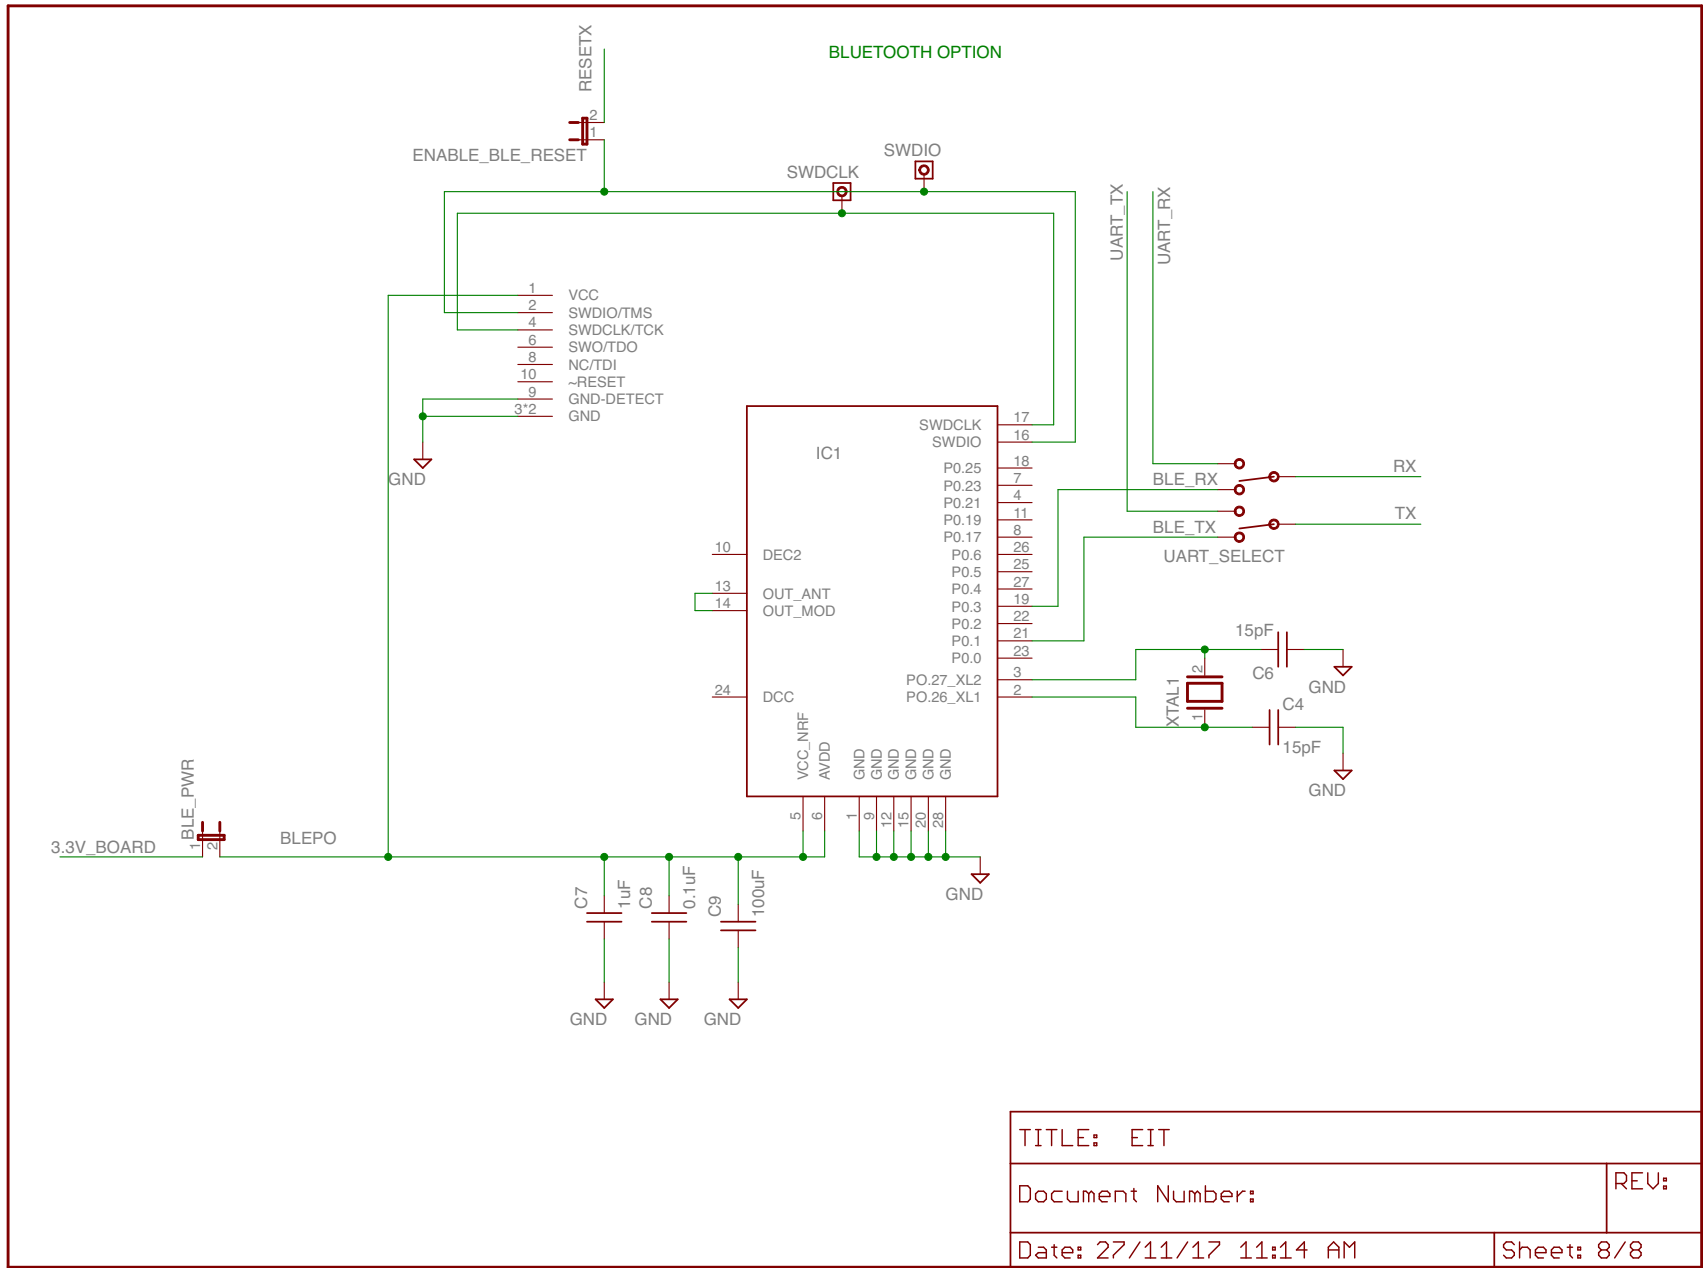 RESETX
BLUETOOTH OPTION
2
1
ENABLE_BLE_RESET
SWDIO
SWDCLK
UART_TX
UART_RX
1 VCC
2 SWDIO/TMS
4 SWDCLK/TCK
6 SWO/TDO
8 NC/TDI
10 ~RESET
9 GND-DETECT
3*2 GND
GND
IC1
SWDCLK 17
SWDIO 16
P0.25 18
P0.23 7
P0.21 4
P0.19 11
P0.17 8
P0.6 26
P0.5 25
P0.4 27
P0.3 19
P0.2 22
P0.1 21
P0.0 23
PO.27_XL2 3
PO.26_XL1 2
10 DEC2
13 OUT_ANT
14 OUT_MOD
24 DCC
VCC_NRF
AVDD
GND
GND
GND
GND
GND
GND
5
6
1
9
12
15
20
28
GND
BLE_RX
RX
BLE_TX
TX
UART_SELECT
15pF
C6
GND
XTAL1
2
1
C4
15pF
GND
BLE_PWR
3.3V_BOARD
1
2
BLEPO
C7
1uF
C8
0.1uF
C9
100uF
GND
GND
GND
TITLE: EIT
Document Number:
REV:
Date: 27/11/17 11:14 AM
Sheet: 8/8